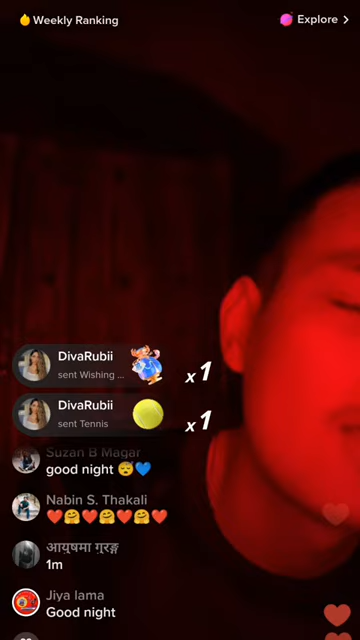 Weekly Ranking
Explore
DivaRubii
sent Wishing ...
x1
DivaRubii
sent Tennis
x1
Suzan B Magar
good night 😴💙
Nabin S. Thakali
❤️🤗❤️🤗❤️🤗❤️
आयुषमा गुरुङ्ग
1m
Jiya lama
Good night